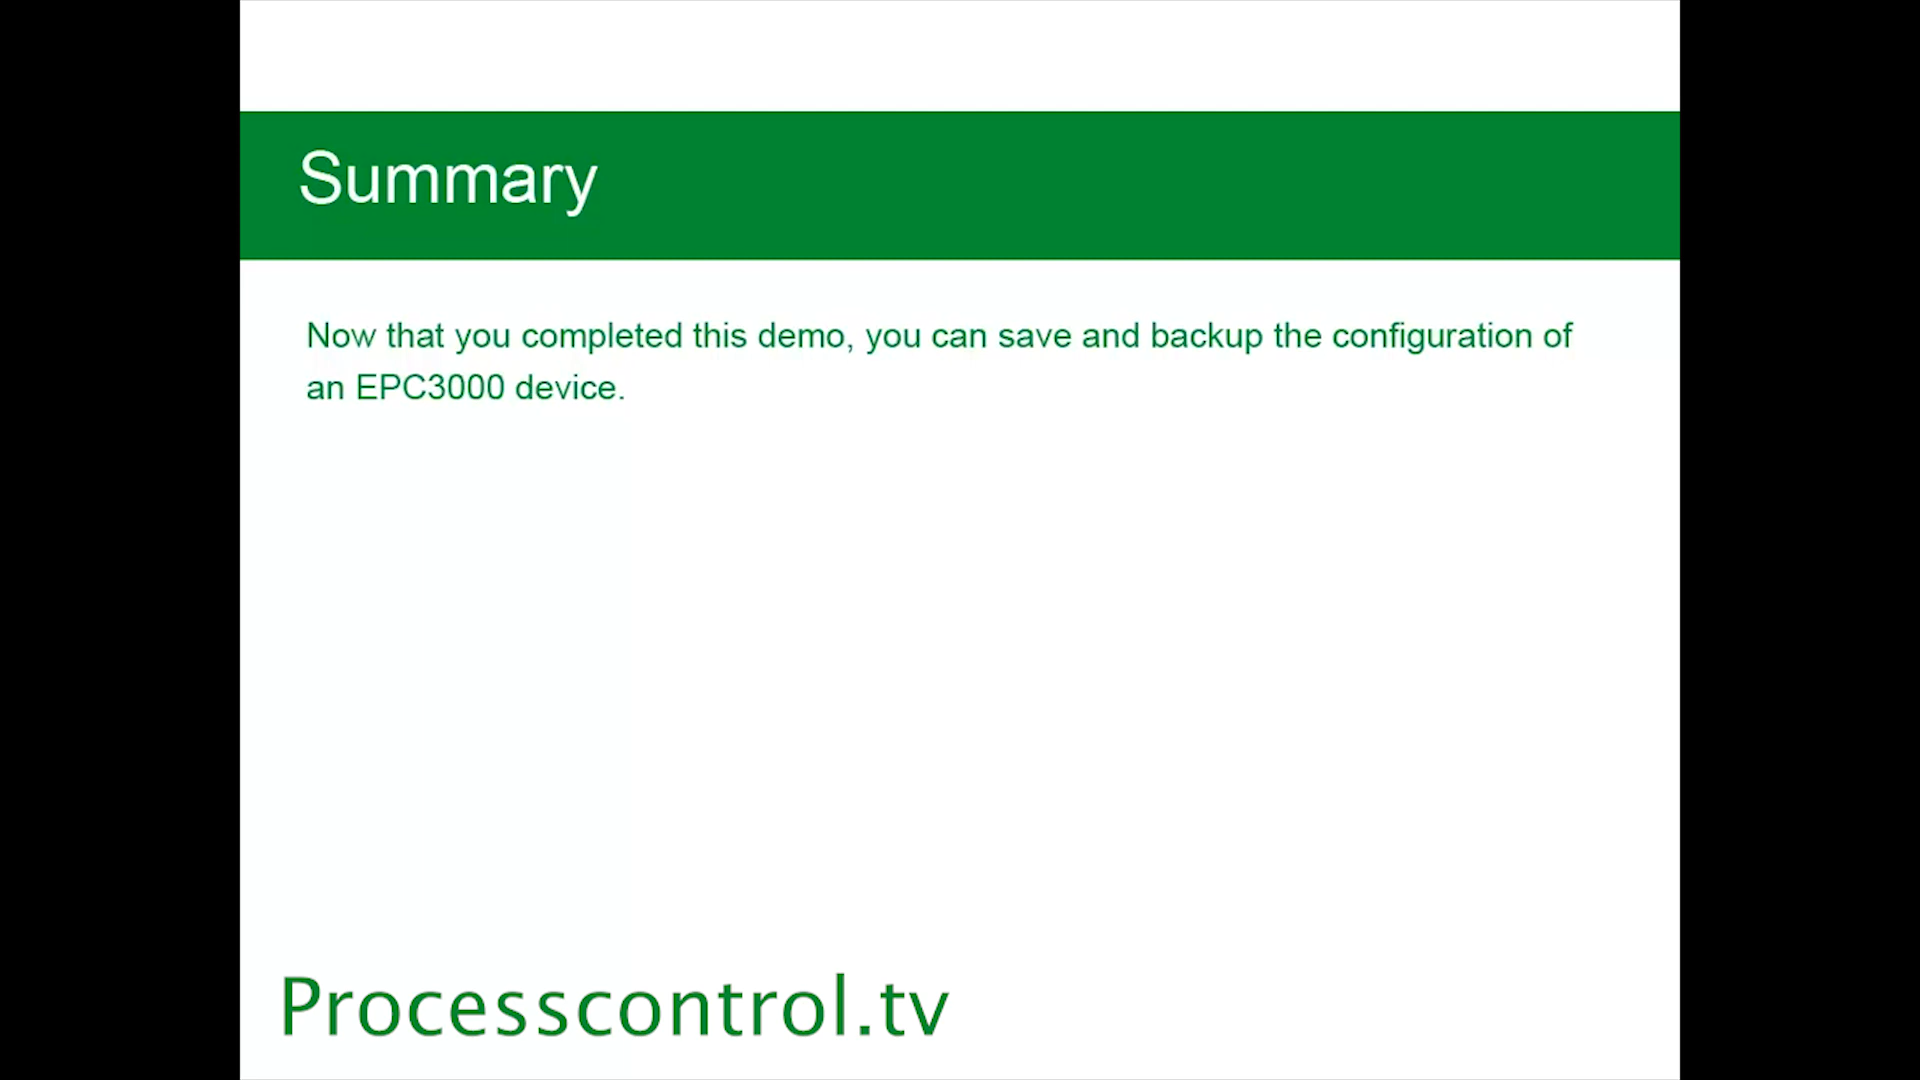 Summary
Now that you completed this demo, you can save and backup the configuration of
an EPC3000 device.
Processcontrol.tv